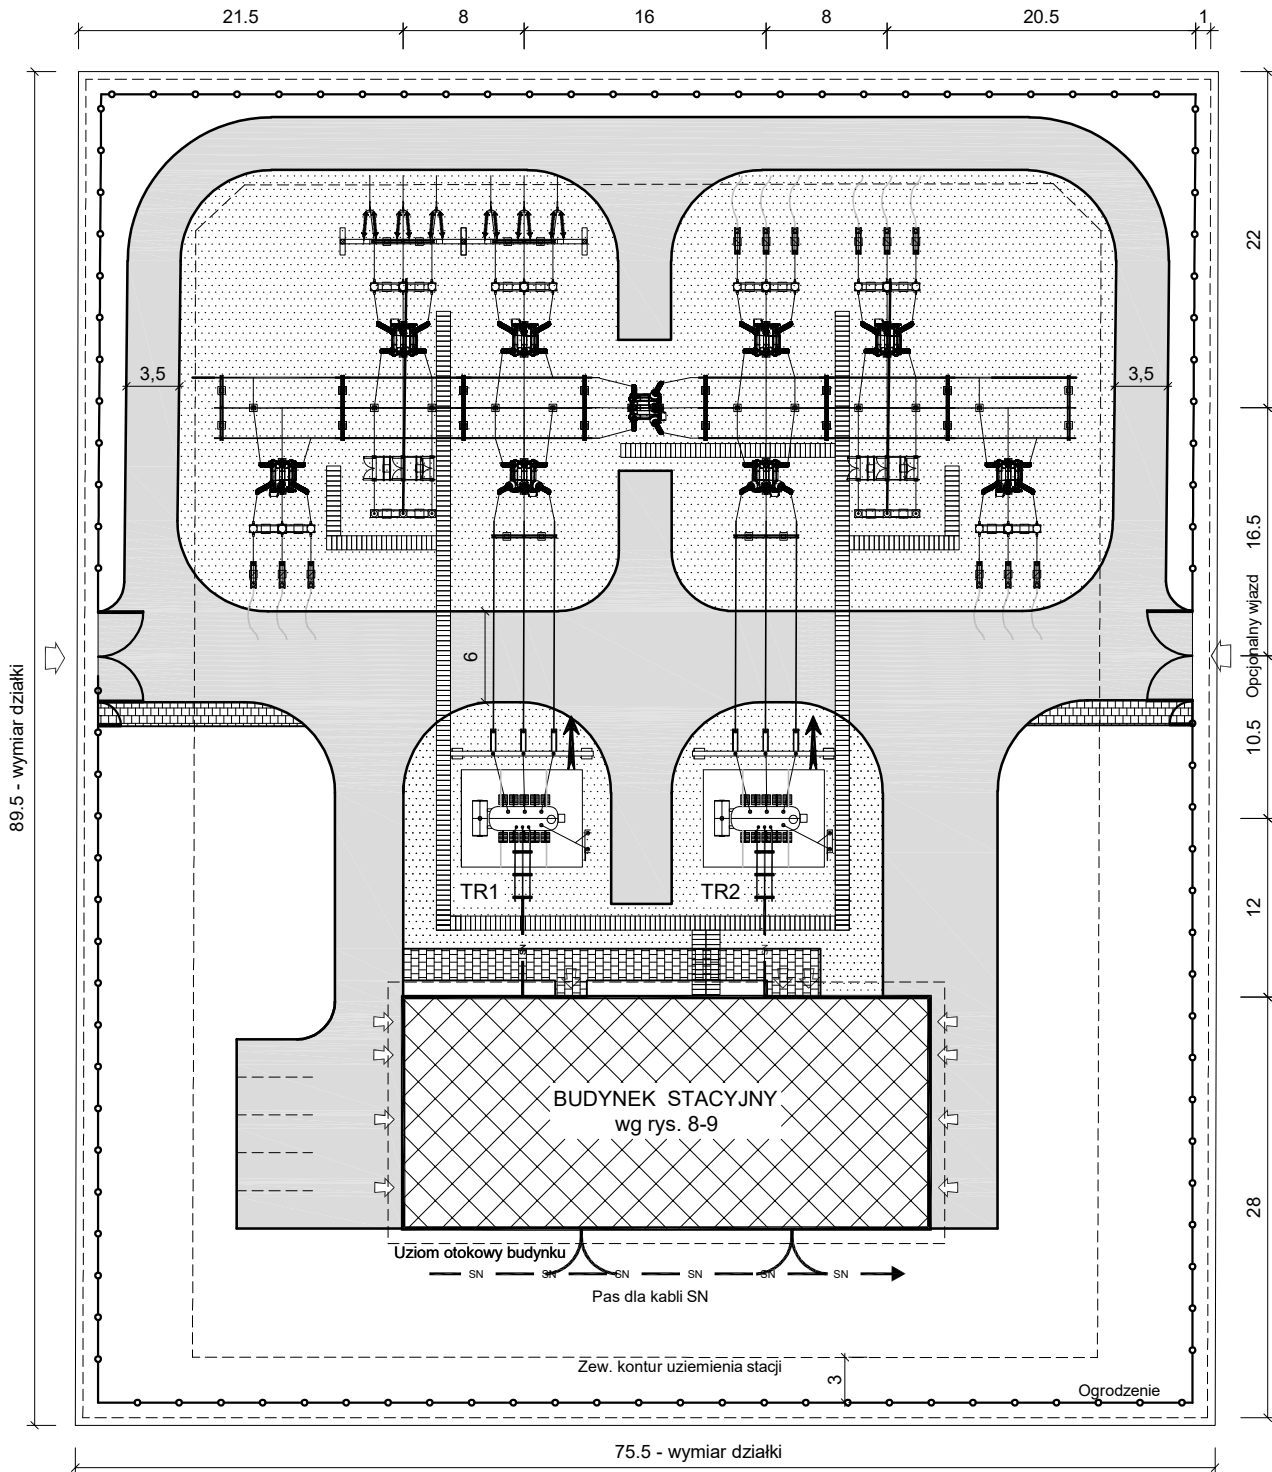 21.5
8
16
8
20.5
1
22
3,5
3,5
16.5
Opcjonalny wjazd
6
89.5 - wymiar działki
10.5
TR1
TR2
12
SN
SN
BUDYNEK STACYJNY
wg rys. 8-9
28
Uziom otokowy budynku
SN
SN
SN
SN
SN
SN
Pas dla kabli SN
Zew. kontur uziemienia stacji
3
Ogrodzenie
75.5 - wymiar działki